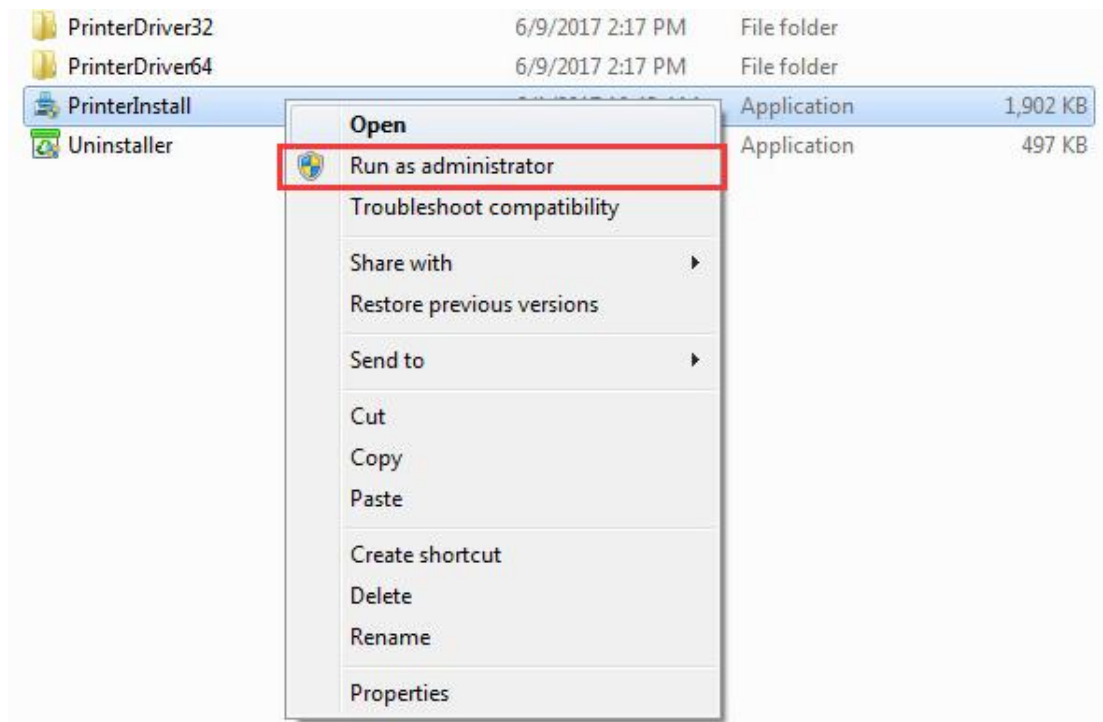 PrinterDriver32 6/9/2017 2:17 PM File folder
PrinterDriver64 6/9/2017 2:17 PM File folder
PrinterInstall Application 1,902 KB
Uninstaller Application 497 KB
Open
Run as administrator
Troubleshoot compatibility
Share with
Restore previous versions
Send to
Cut
Copy
Paste
Create shortcut
Delete
Rename
Properties